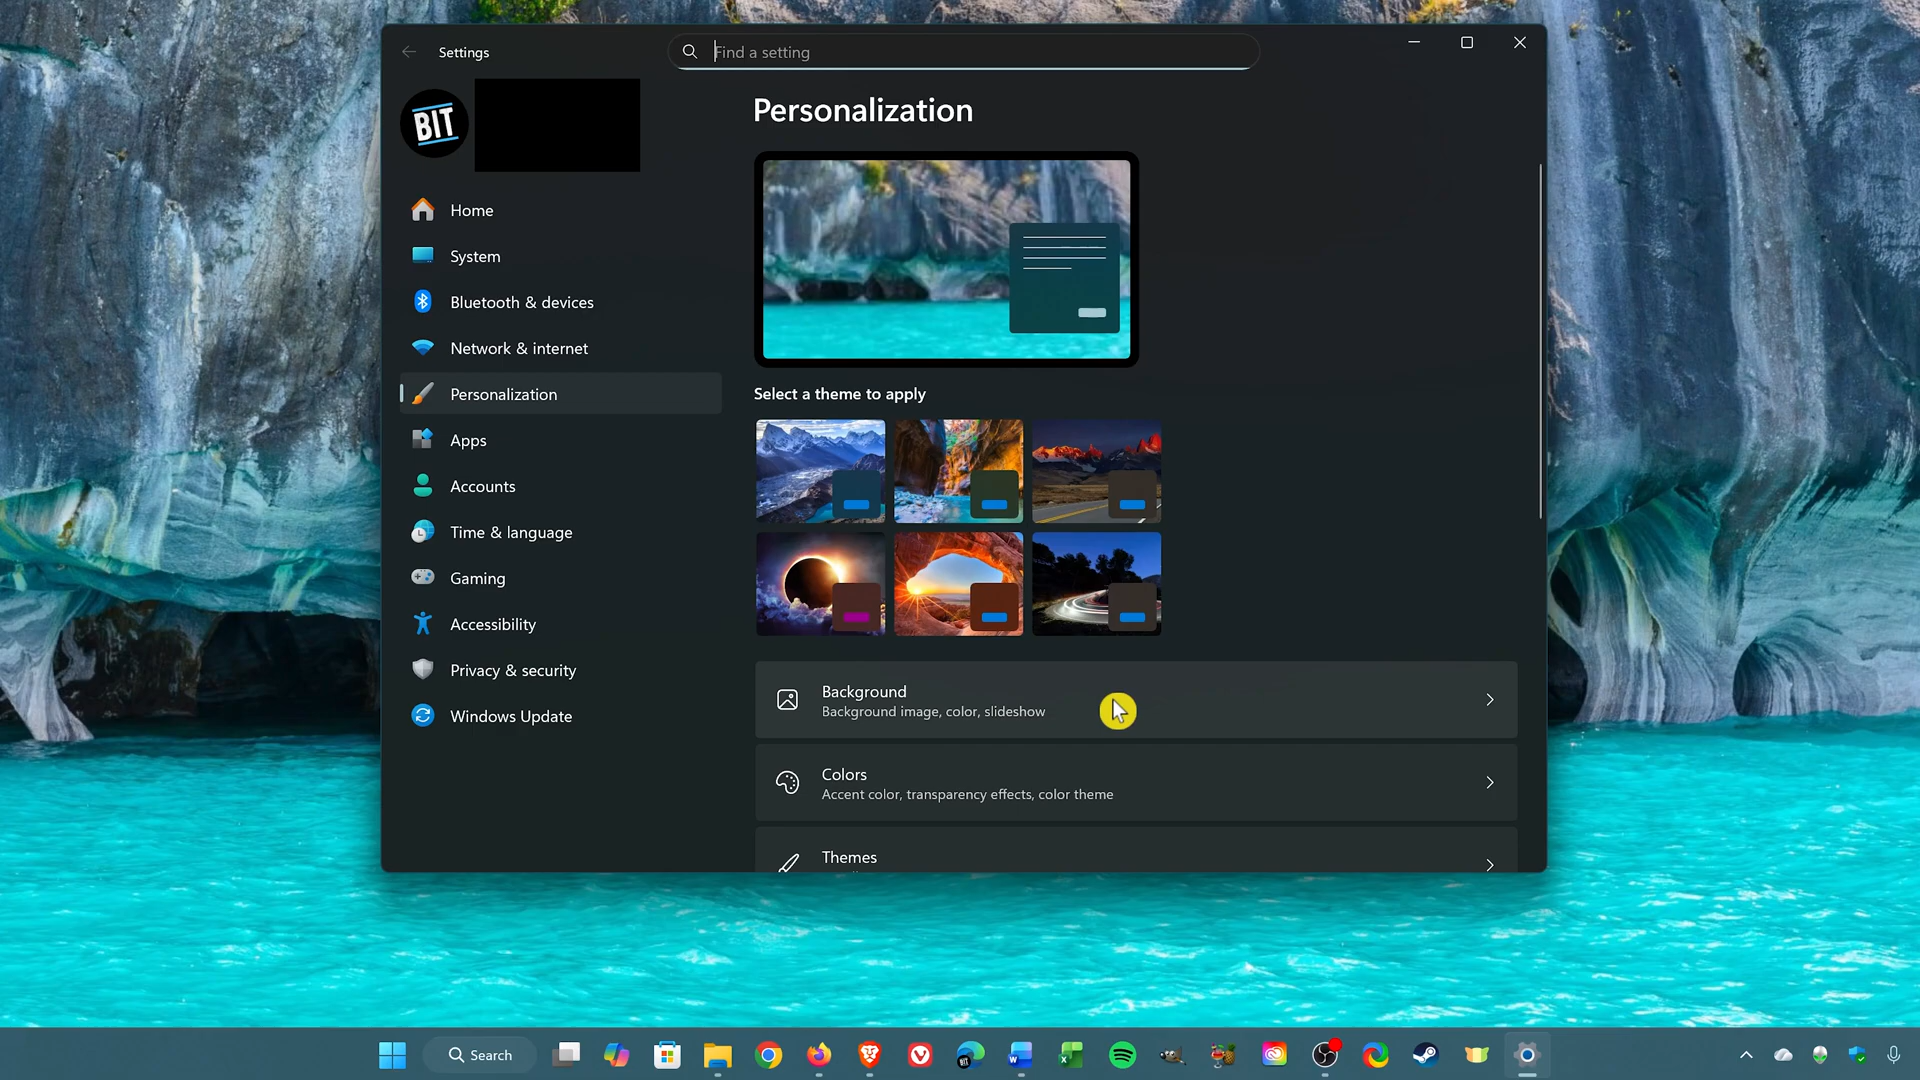 Settings
Find a setting
BIT
Home
System
Bluetooth & devices
Network & internet
Personalization
Apps
Accounts
Time & language
Gaming
Accessibility
Privacy & security
Windows Update
Personalization
Select a theme to apply
Background
Background image, color, slideshow
Colors
Accent color, transparency effects, color theme
Themes
Search
BIT